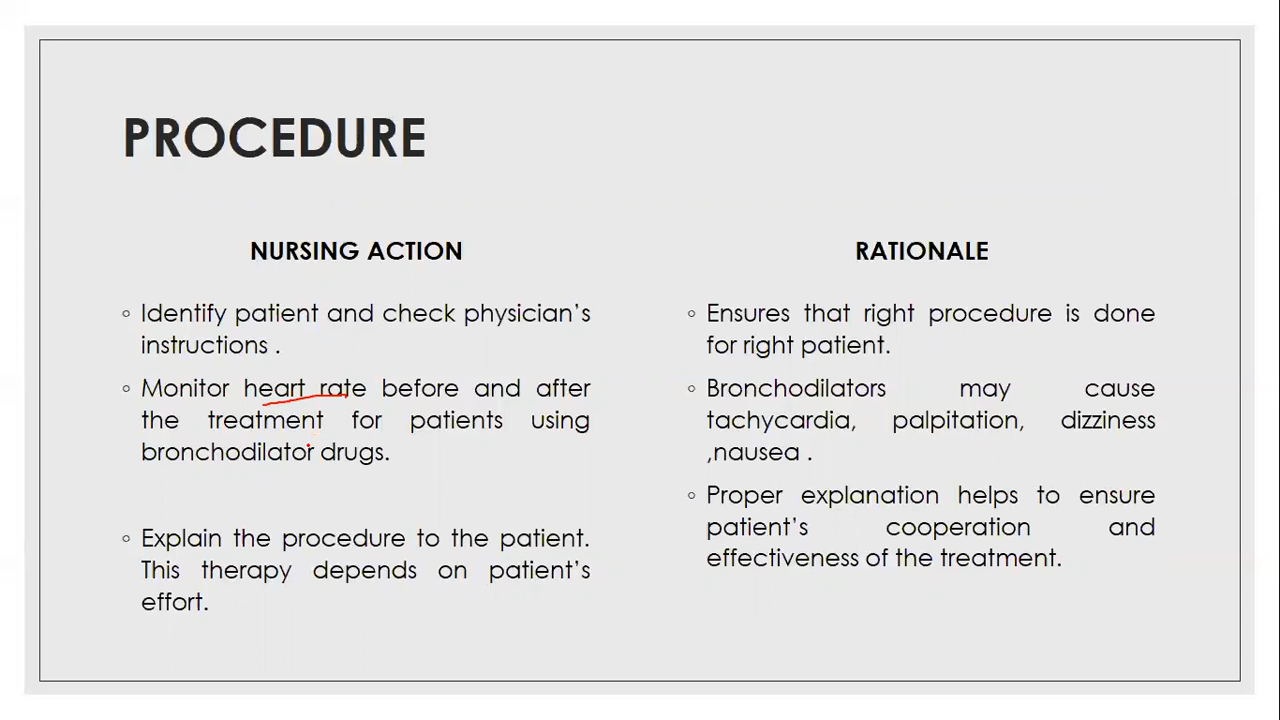 PROCEDURE
NURSING ACTION
◦ Identify patient and check physician’s
instructions .
◦ Monitor heart rate before and after
the treatment for patients using
bronchodilator drugs.
◦ Explain the procedure to the patient.
This therapy depends on patient’s
effort.
RATIONALE
◦ Ensures that right procedure is done
for right patient.
◦ Bronchodilators may cause
tachycardia, palpitation, dizziness
,nausea .
◦ Proper explanation helps to ensure
patient’s cooperation and
effectiveness of the treatment.